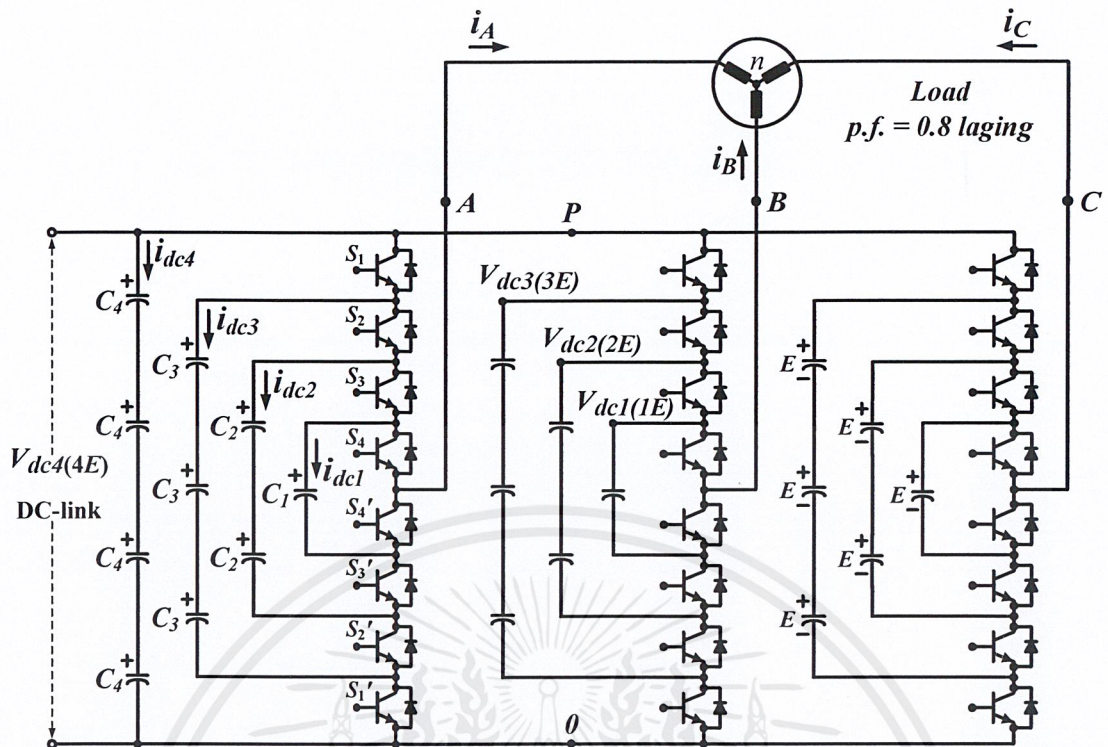 i_A
i_C
n
Load
p.f. = 0.8 laging
i_B
A
P
B
C
i_dc4
S_1
C_4
V_dc3(3E)
i_dc3
S_2
V_dc2(2E)
C_3
E
i_dc2
S_3
V_dc1(1E)
C_4
C_2
E
V_dc4(4E)
S_4
i_dc1
DC-link
C_3
C_1
S_4'
E
E
C_4
C_2
S_3'
E
C_3
S_2'
E
C_4
S_1'
0